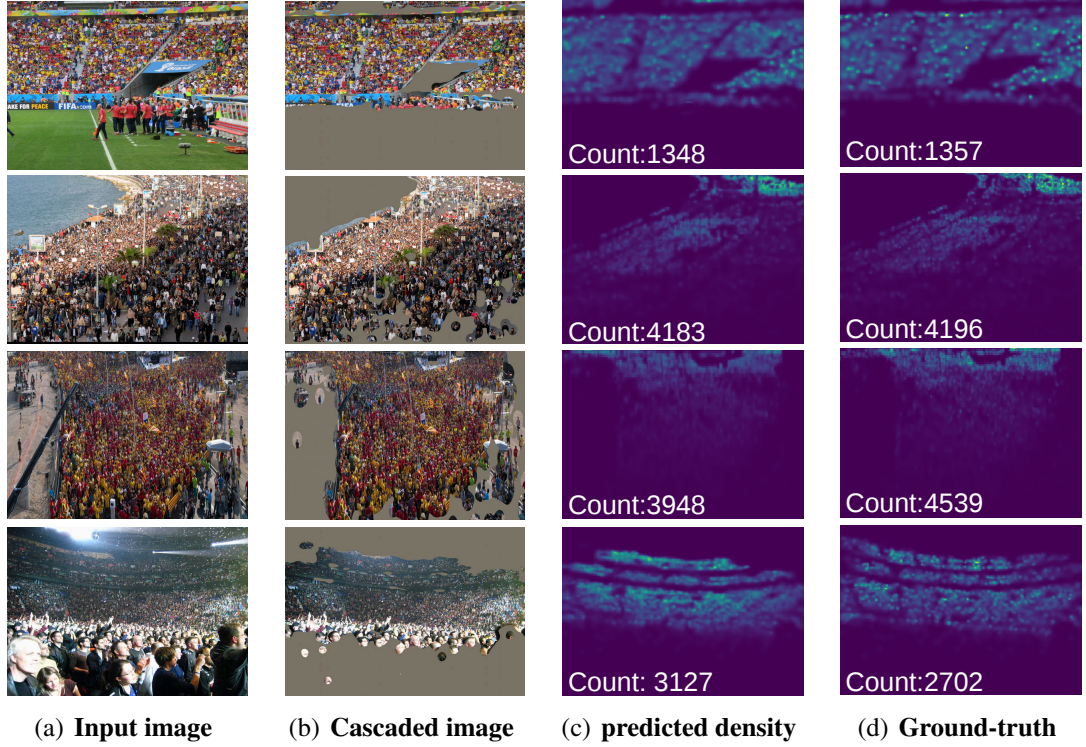 AKE FOR PEACE FIFA.com
Count:1348
Count:1357
Count:4183
Count:4196
Count:3948
Count:4539
Count: 3127
Count:2702
(a) Input image (b) Cascaded image (c) predicted density (d) Ground-truth